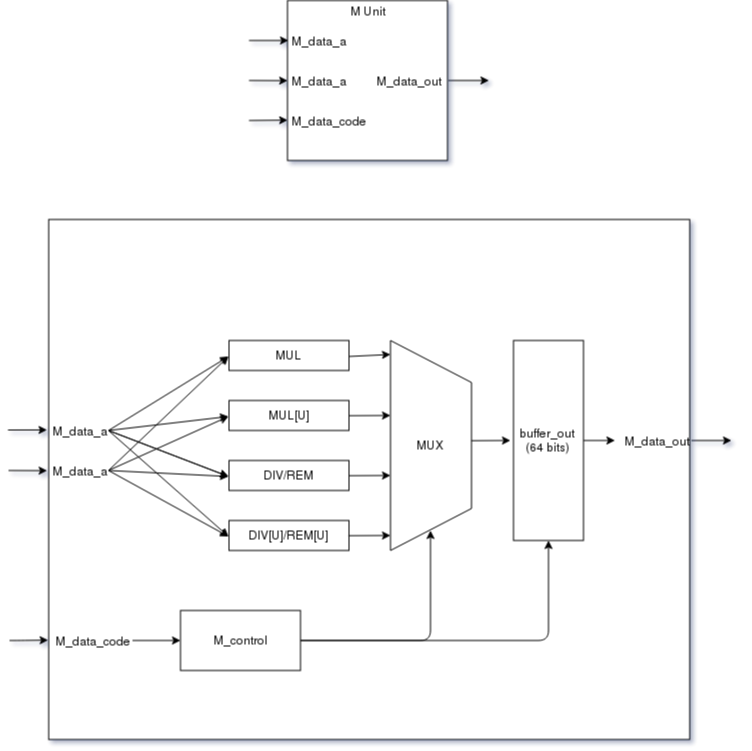 M Unit
M_data_a
M_data_a M_data_out
M_data_code
MUL
MUL[U]
M_data_a
MUX
buffer_out
(64 bits)
M_data_out
M_data_a
DIV/REM
DIV[U]/REM[U]
M_data_code
M_control